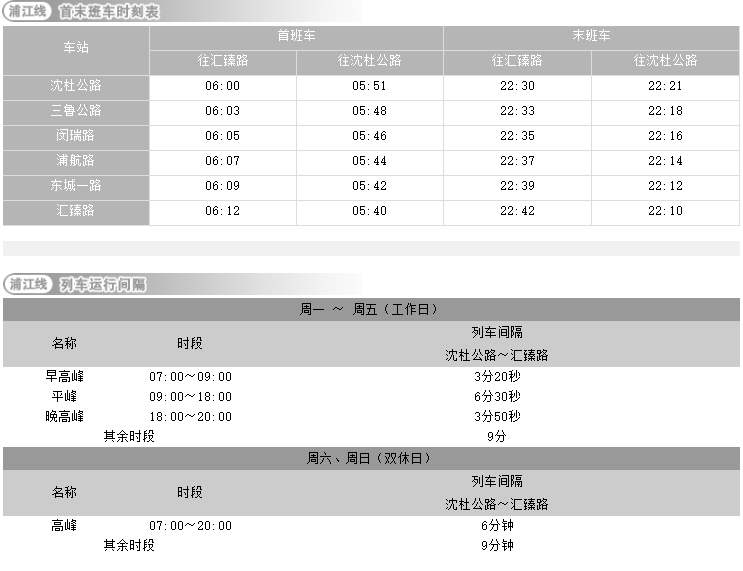 浦江线 首末班车时刻表
车站 首班车 末班车
往汇臻路 往沈杜公路 往汇臻路 往沈杜公路
沈杜公路 06:00 05:51 22:30 22:21
三鲁公路 06:03 05:48 22:33 22:18
闵瑞路 06:05 05:46 22:35 22:16
浦航路 06:07 05:44 22:37 22:14
东城一路 06:09 05:42 22:39 22:12
汇臻路 06:12 05:40 22:42 22:10
浦江线 列车运行间隔
周一 ～ 周五（工作日）
名称 时段 列车间隔
沈杜公路～汇臻路
早高峰 07:00～09:00 3分20秒
平峰 09:00～18:00 6分30秒
晚高峰 18:00～20:00 3分50秒
其余时段 9分
周六、周日（双休日）
名称 时段 列车间隔
沈杜公路～汇臻路
高峰 07:00～20:00 6分钟
其余时段 9分钟